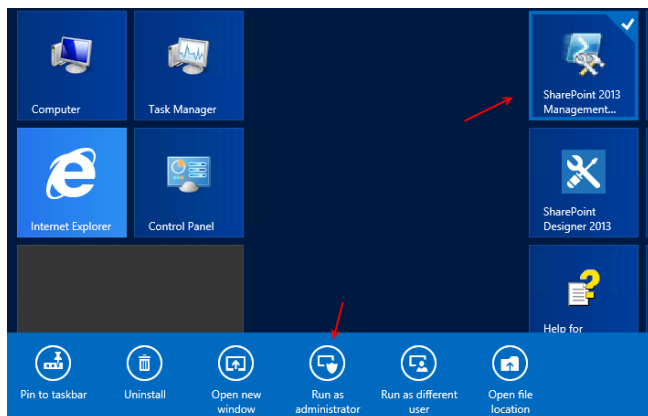 Computer
Task Manager
SharePoint 2013
Management...
Internet Explorer
Control Panel
SharePoint
Designer 2013
Help for
Pin to taskbar
Uninstall
Open new
window
Run as
administrator
Run as different
user
Open file
location